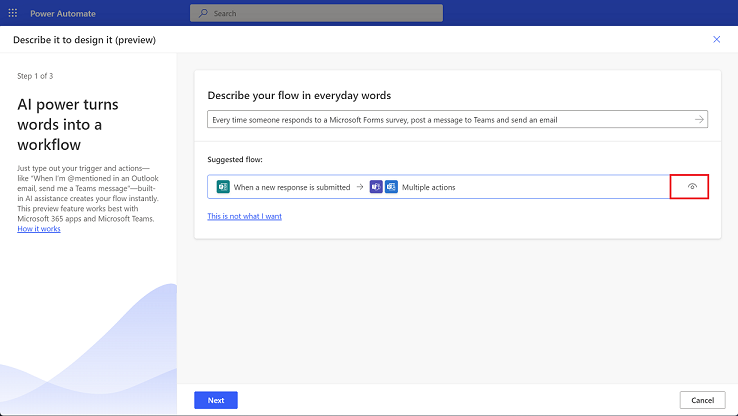 Power Automate
Search
Describe it to design it (preview)
Step 1 of 3
AI power turns
words into a
workflow
Just type out your trigger and actions—
like "When I'm @mentioned in an Outlook
email, send me a Teams message"—built-
in AI assistance creates your flow instantly.
This preview feature works best with
Microsoft 365 apps and Microsoft Teams.
How it works
Describe your flow in everyday words
Every time someone responds to a Microsoft Forms survey, post a message to Teams and send an email
Suggested flow:
When a new response is submitted → Multiple actions
This is not what I want
Next
Cancel